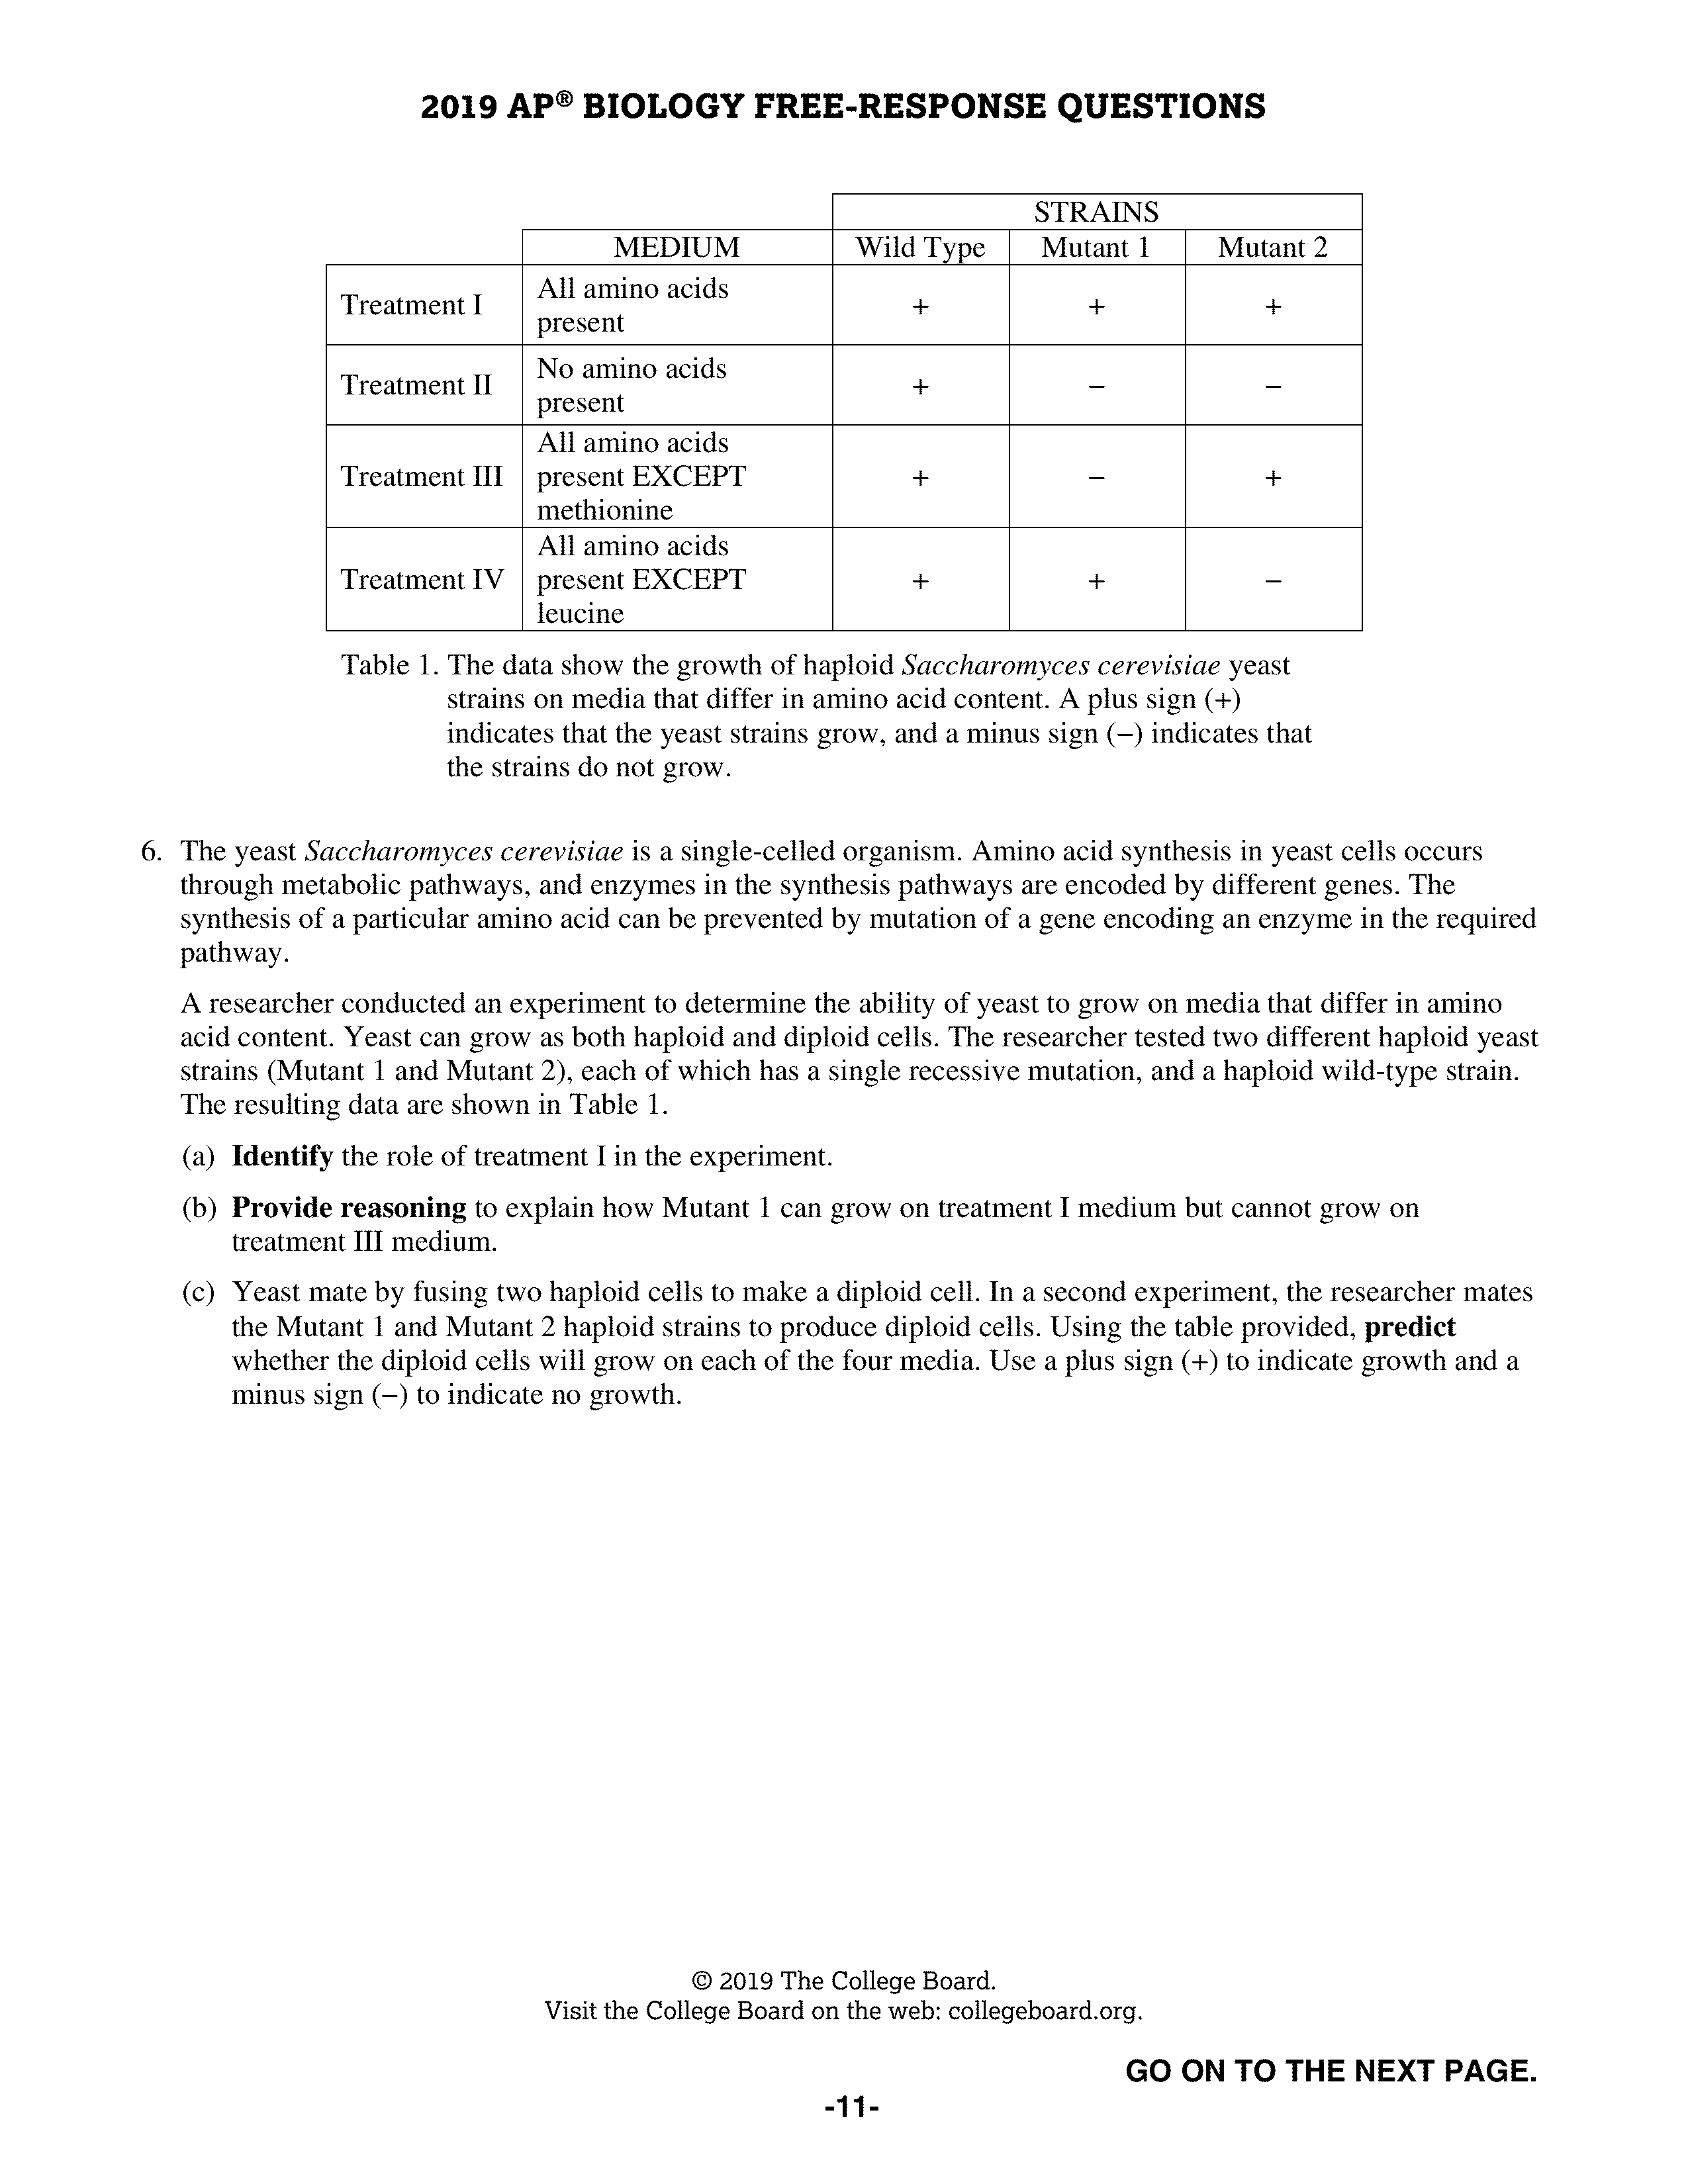 2019 AP® BIOLOGY FREE-RESPONSE QUESTIONS
STRAINS
MEDIUM Wild Type Mutant 1 Mutant 2
Treatment I All amino acids present + + +
Treatment II No amino acids present + − −
Treatment III All amino acids present EXCEPT methionine + − +
Treatment IV All amino acids present EXCEPT leucine + + −
Table 1. The data show the growth of haploid Saccharomyces cerevisiae yeast
strains on media that differ in amino acid content. A plus sign (+)
indicates that the yeast strains grow, and a minus sign (−) indicates that
the strains do not grow.
6. The yeast Saccharomyces cerevisiae is a single-celled organism. Amino acid synthesis in yeast cells occurs
through metabolic pathways, and enzymes in the synthesis pathways are encoded by different genes. The
synthesis of a particular amino acid can be prevented by mutation of a gene encoding an enzyme in the required
pathway.
A researcher conducted an experiment to determine the ability of yeast to grow on media that differ in amino
acid content. Yeast can grow as both haploid and diploid cells. The researcher tested two different haploid yeast
strains (Mutant 1 and Mutant 2), each of which has a single recessive mutation, and a haploid wild-type strain.
The resulting data are shown in Table 1.
(a) Identify the role of treatment I in the experiment.
(b) Provide reasoning to explain how Mutant 1 can grow on treatment I medium but cannot grow on
treatment III medium.
(c) Yeast mate by fusing two haploid cells to make a diploid cell. In a second experiment, the researcher mates
the Mutant 1 and Mutant 2 haploid strains to produce diploid cells. Using the table provided, predict
whether the diploid cells will grow on each of the four media. Use a plus sign (+) to indicate growth and a
minus sign (−) to indicate no growth.
© 2019 The College Board.
Visit the College Board on the web: collegeboard.org.
GO ON TO THE NEXT PAGE.
-11-